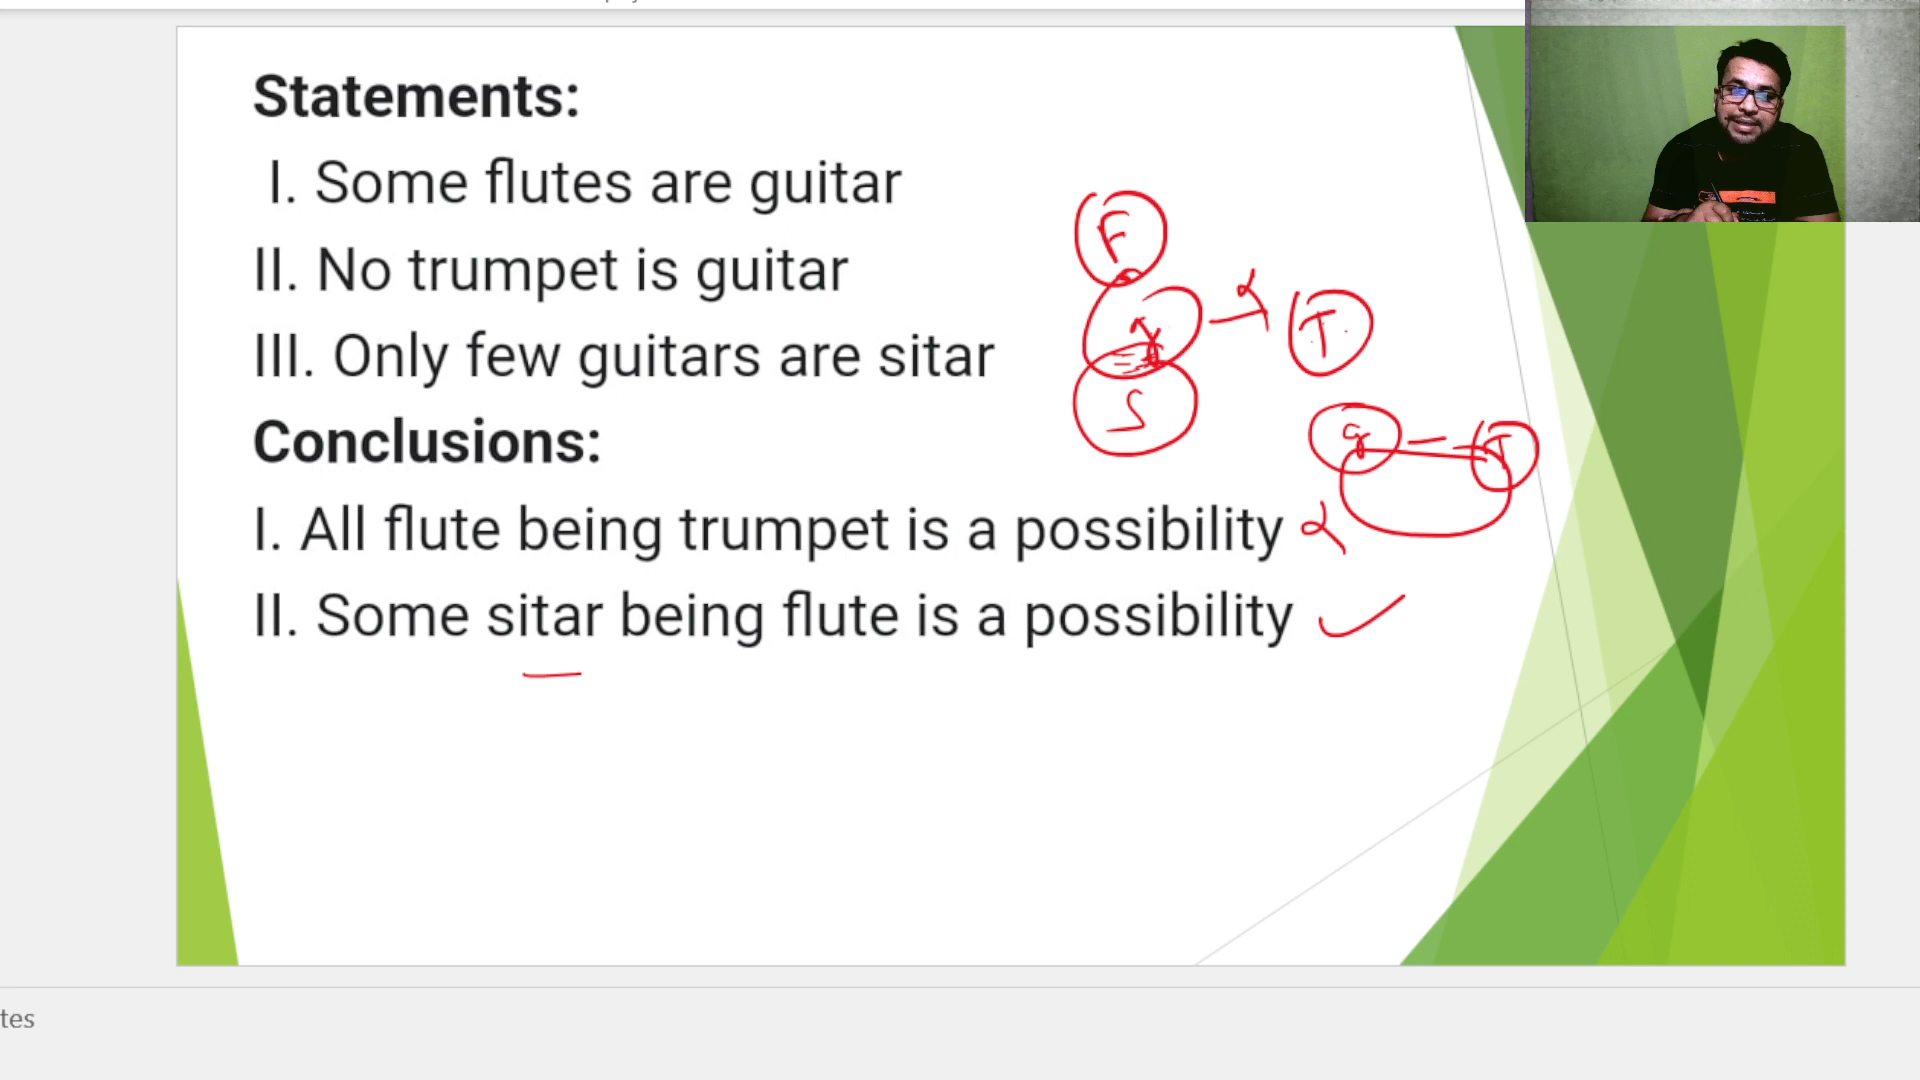 Statements:
I. Some flutes are guitar
II. No trumpet is guitar
III. Only few guitars are sitar
Conclusions:
I. All flute being trumpet is a possibility
II. Some sitar being flute is a possibility
F
g
T
S
g
T
tes